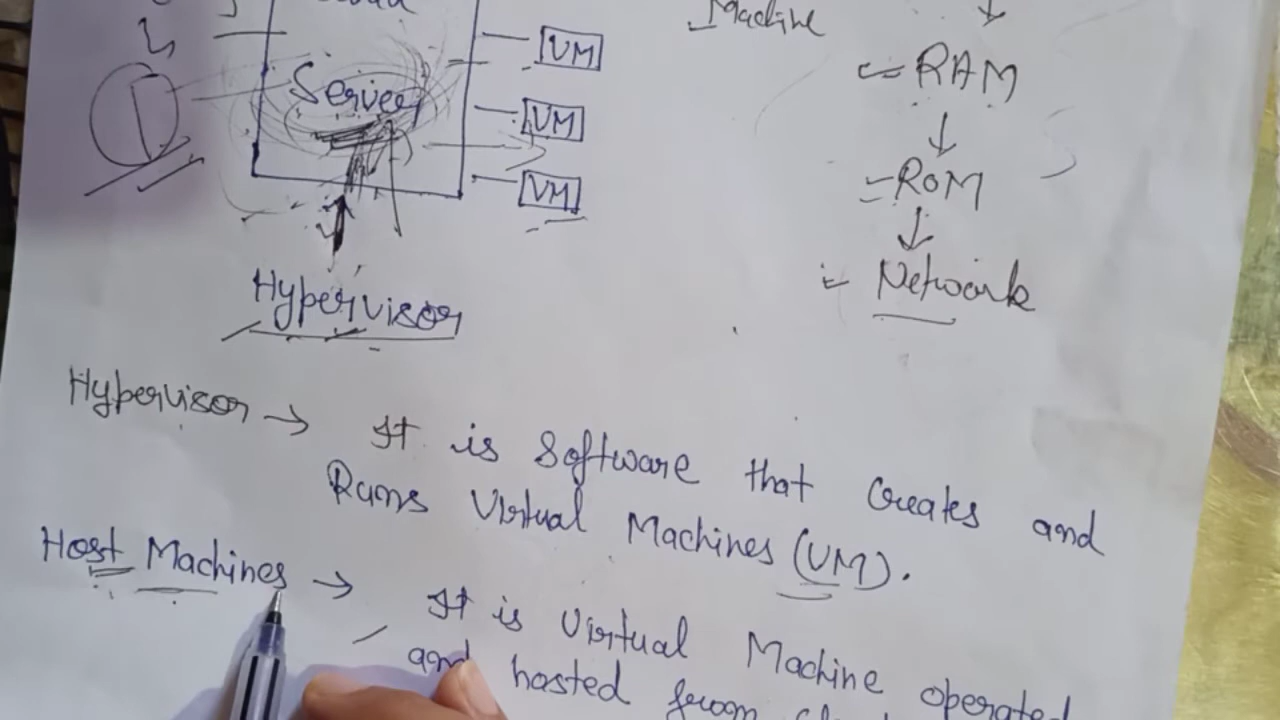 Machine
RAM
VM
Server
VM
ROM
VM
Network
Hypervisor
Hypervisor → It is Software that Creates and
Runs Virtual Machines (VM).
Host Machines → It is Virtual Machine operated
and hosted from